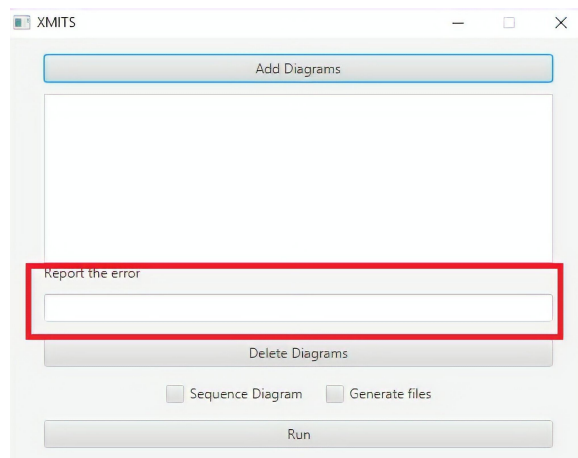 XMITS
Add Diagrams
Report the error
Delete Diagrams
Sequence Diagram Generate files
Run